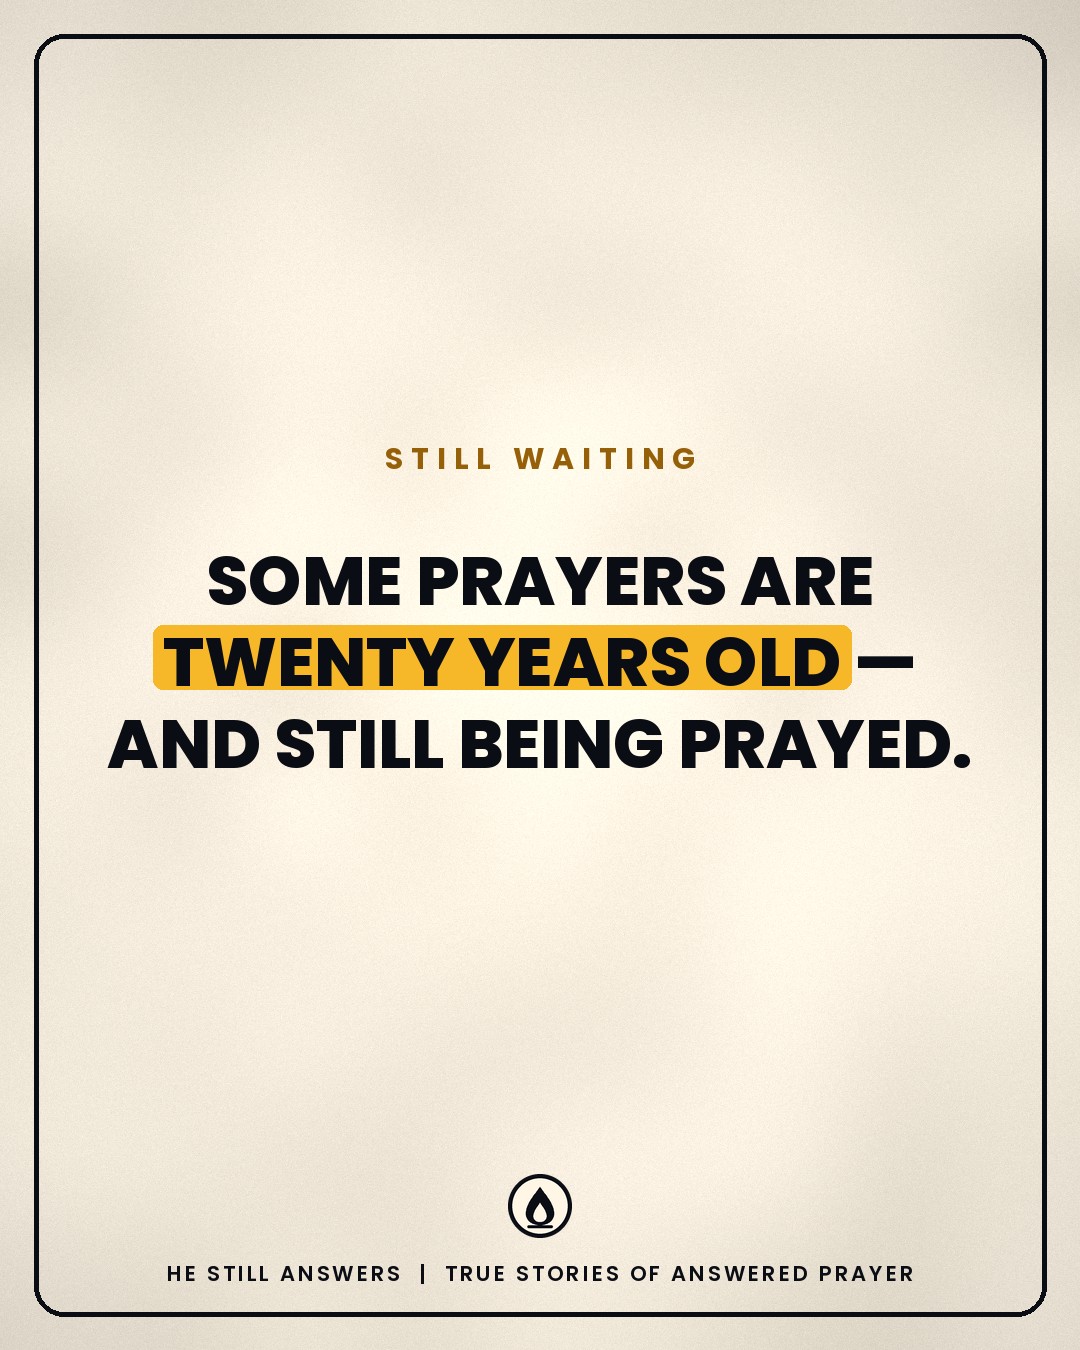 STILL WAITING
SOME PRAYERS ARE
TWENTY YEARS OLD —
AND STILL BEING PRAYED.
HE STILL ANSWERS | TRUE STORIES OF ANSWERED PRAYER